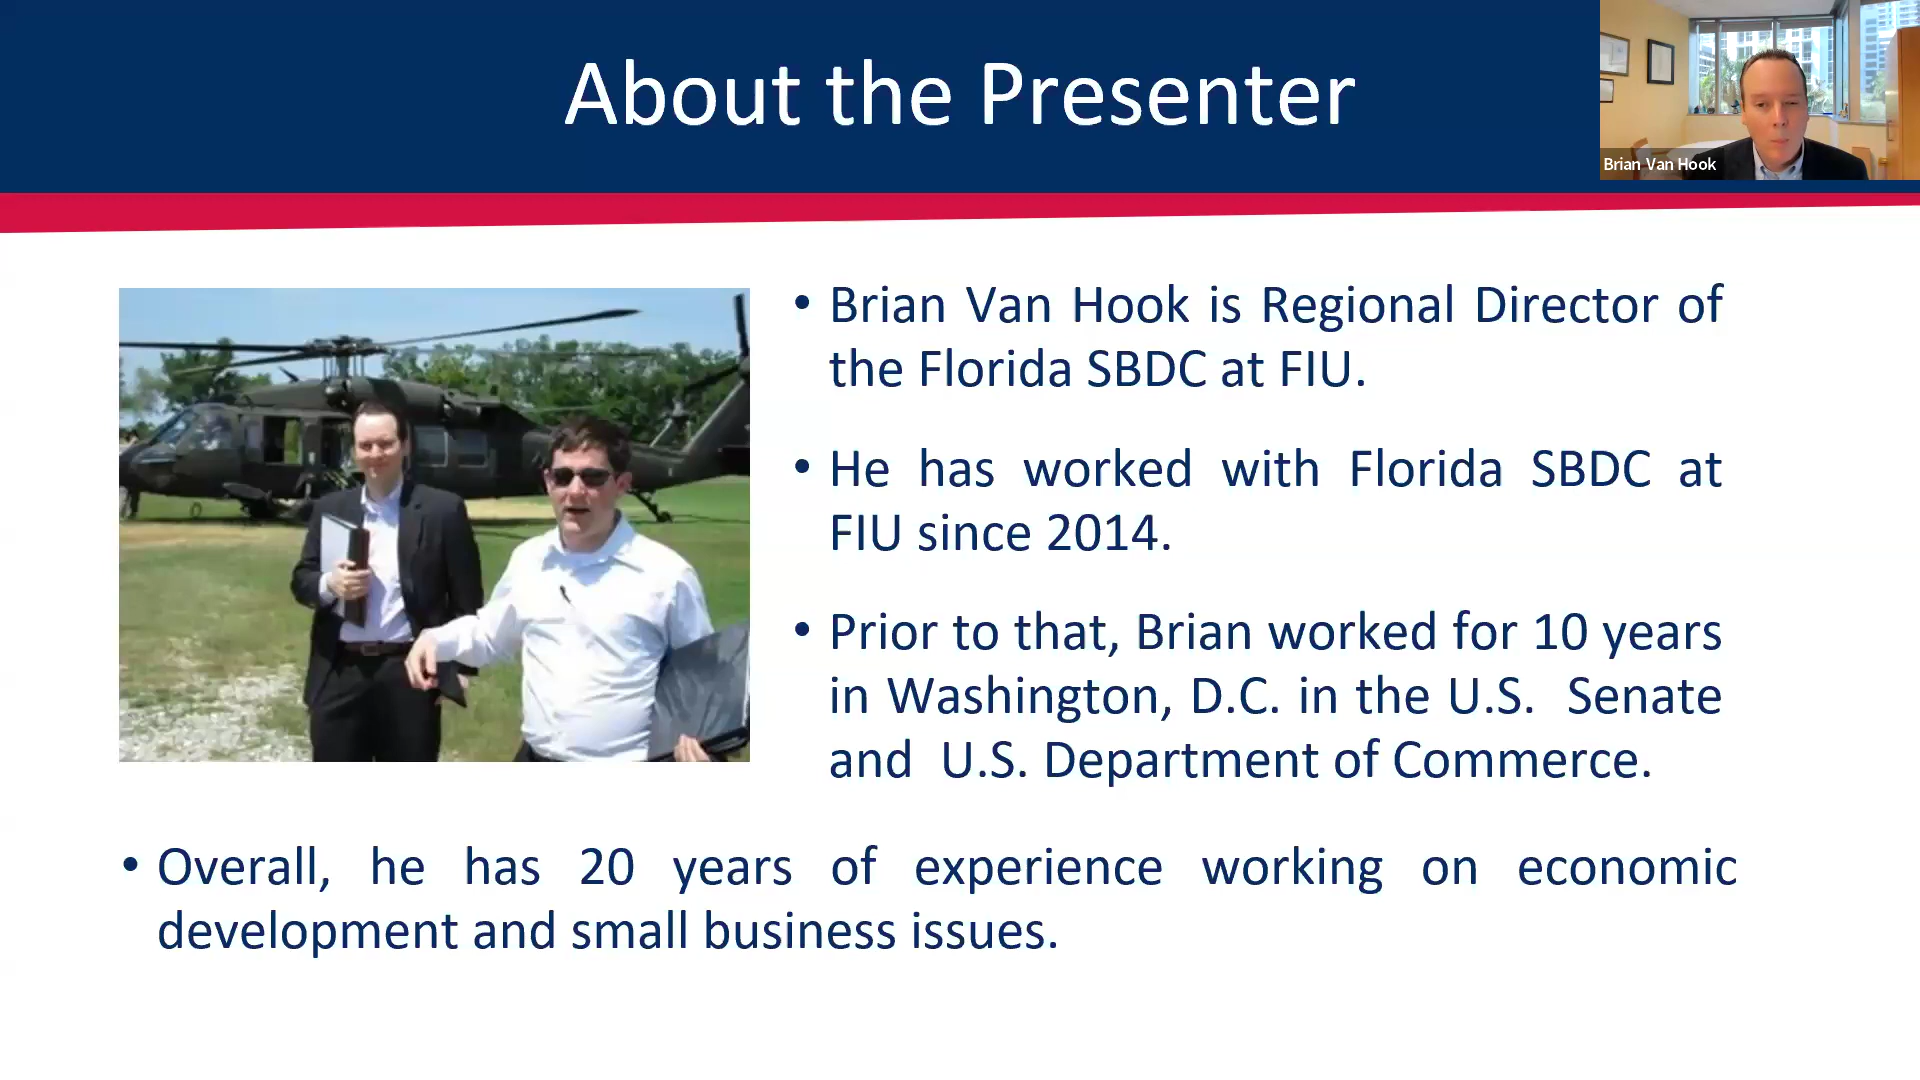 About the Presenter
Brian Van Hook
• Brian Van Hook is Regional Director of
the Florida SBDC at FIU.
• He has worked with Florida SBDC at
FIU since 2014.
• Prior to that, Brian worked for 10 years
in Washington, D.C. in the U.S. Senate
and U.S. Department of Commerce.
• Overall, he has 20 years of experience working on economic
development and small business issues.